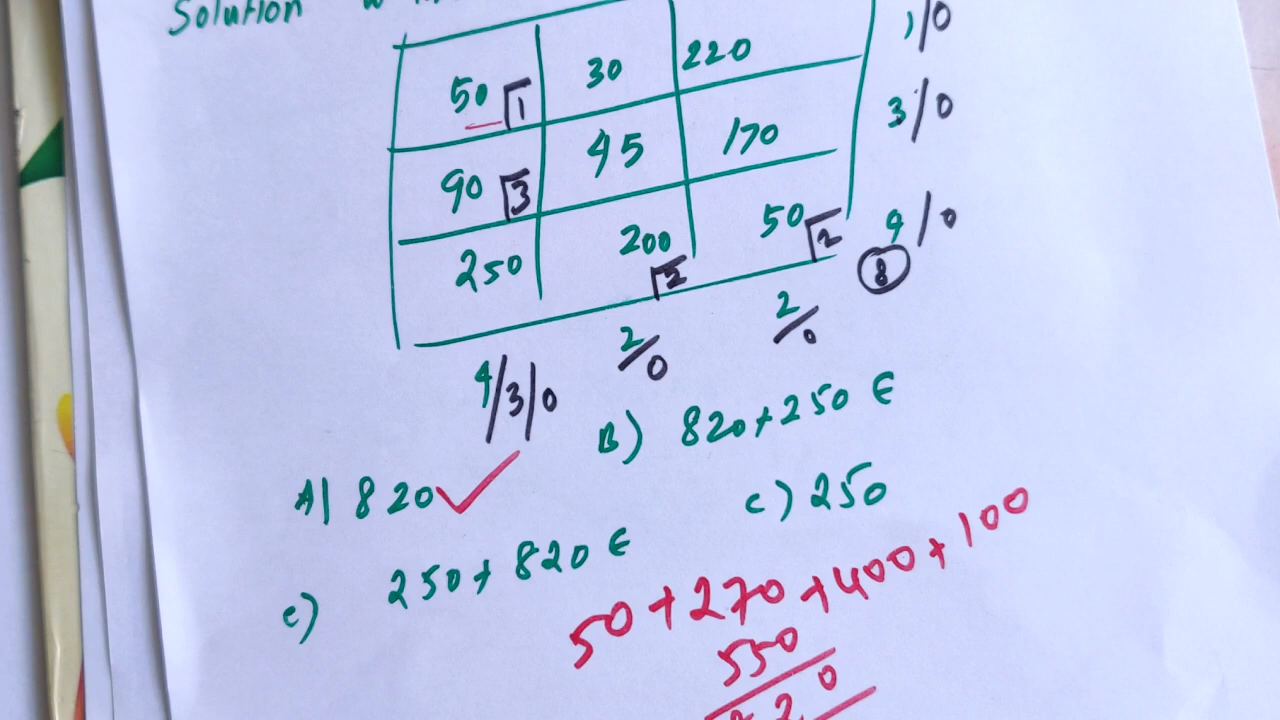 Solution
50 1 30 220 1/0
90 3 45 170 3/0
250 200 2 50 2 4/0
8
4/3/0 2/0 2/0
A) 820 B) 820+250 €
c) 250
e) 250+ 820 €
50+270+400+100
550